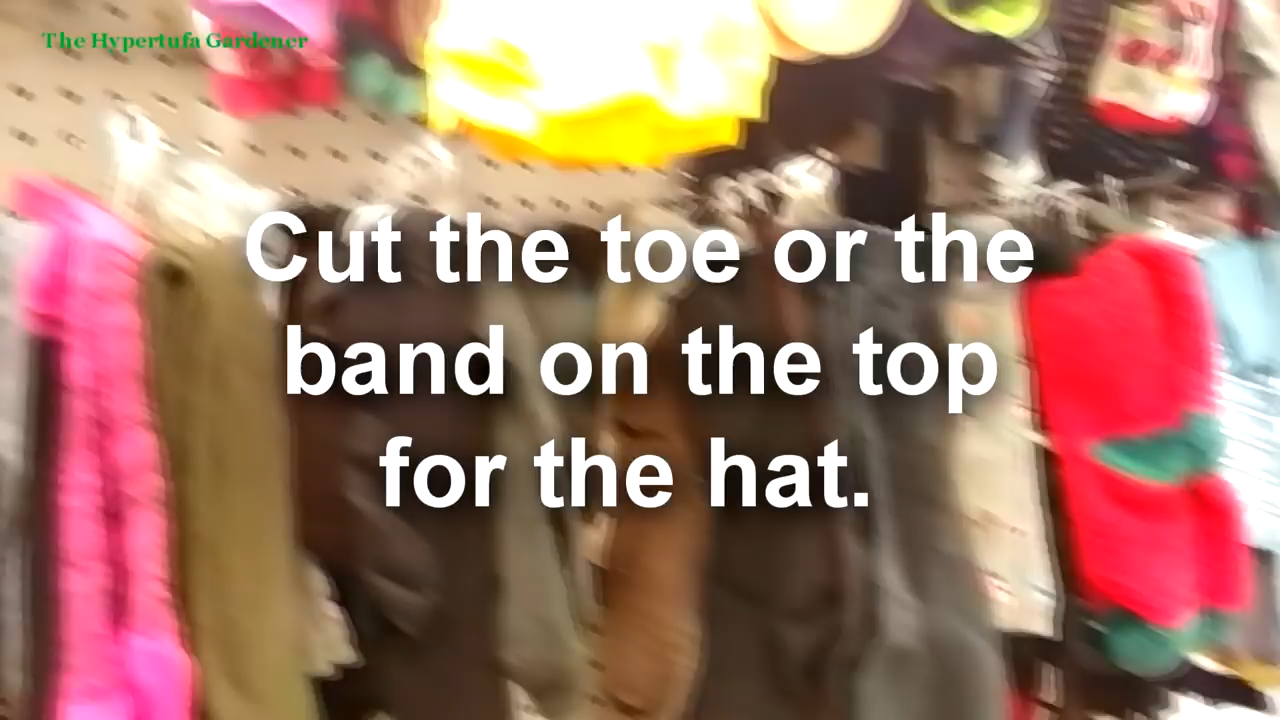 The Hypertufa Gardener
Cut the toe or the
band on the top
for the hat.